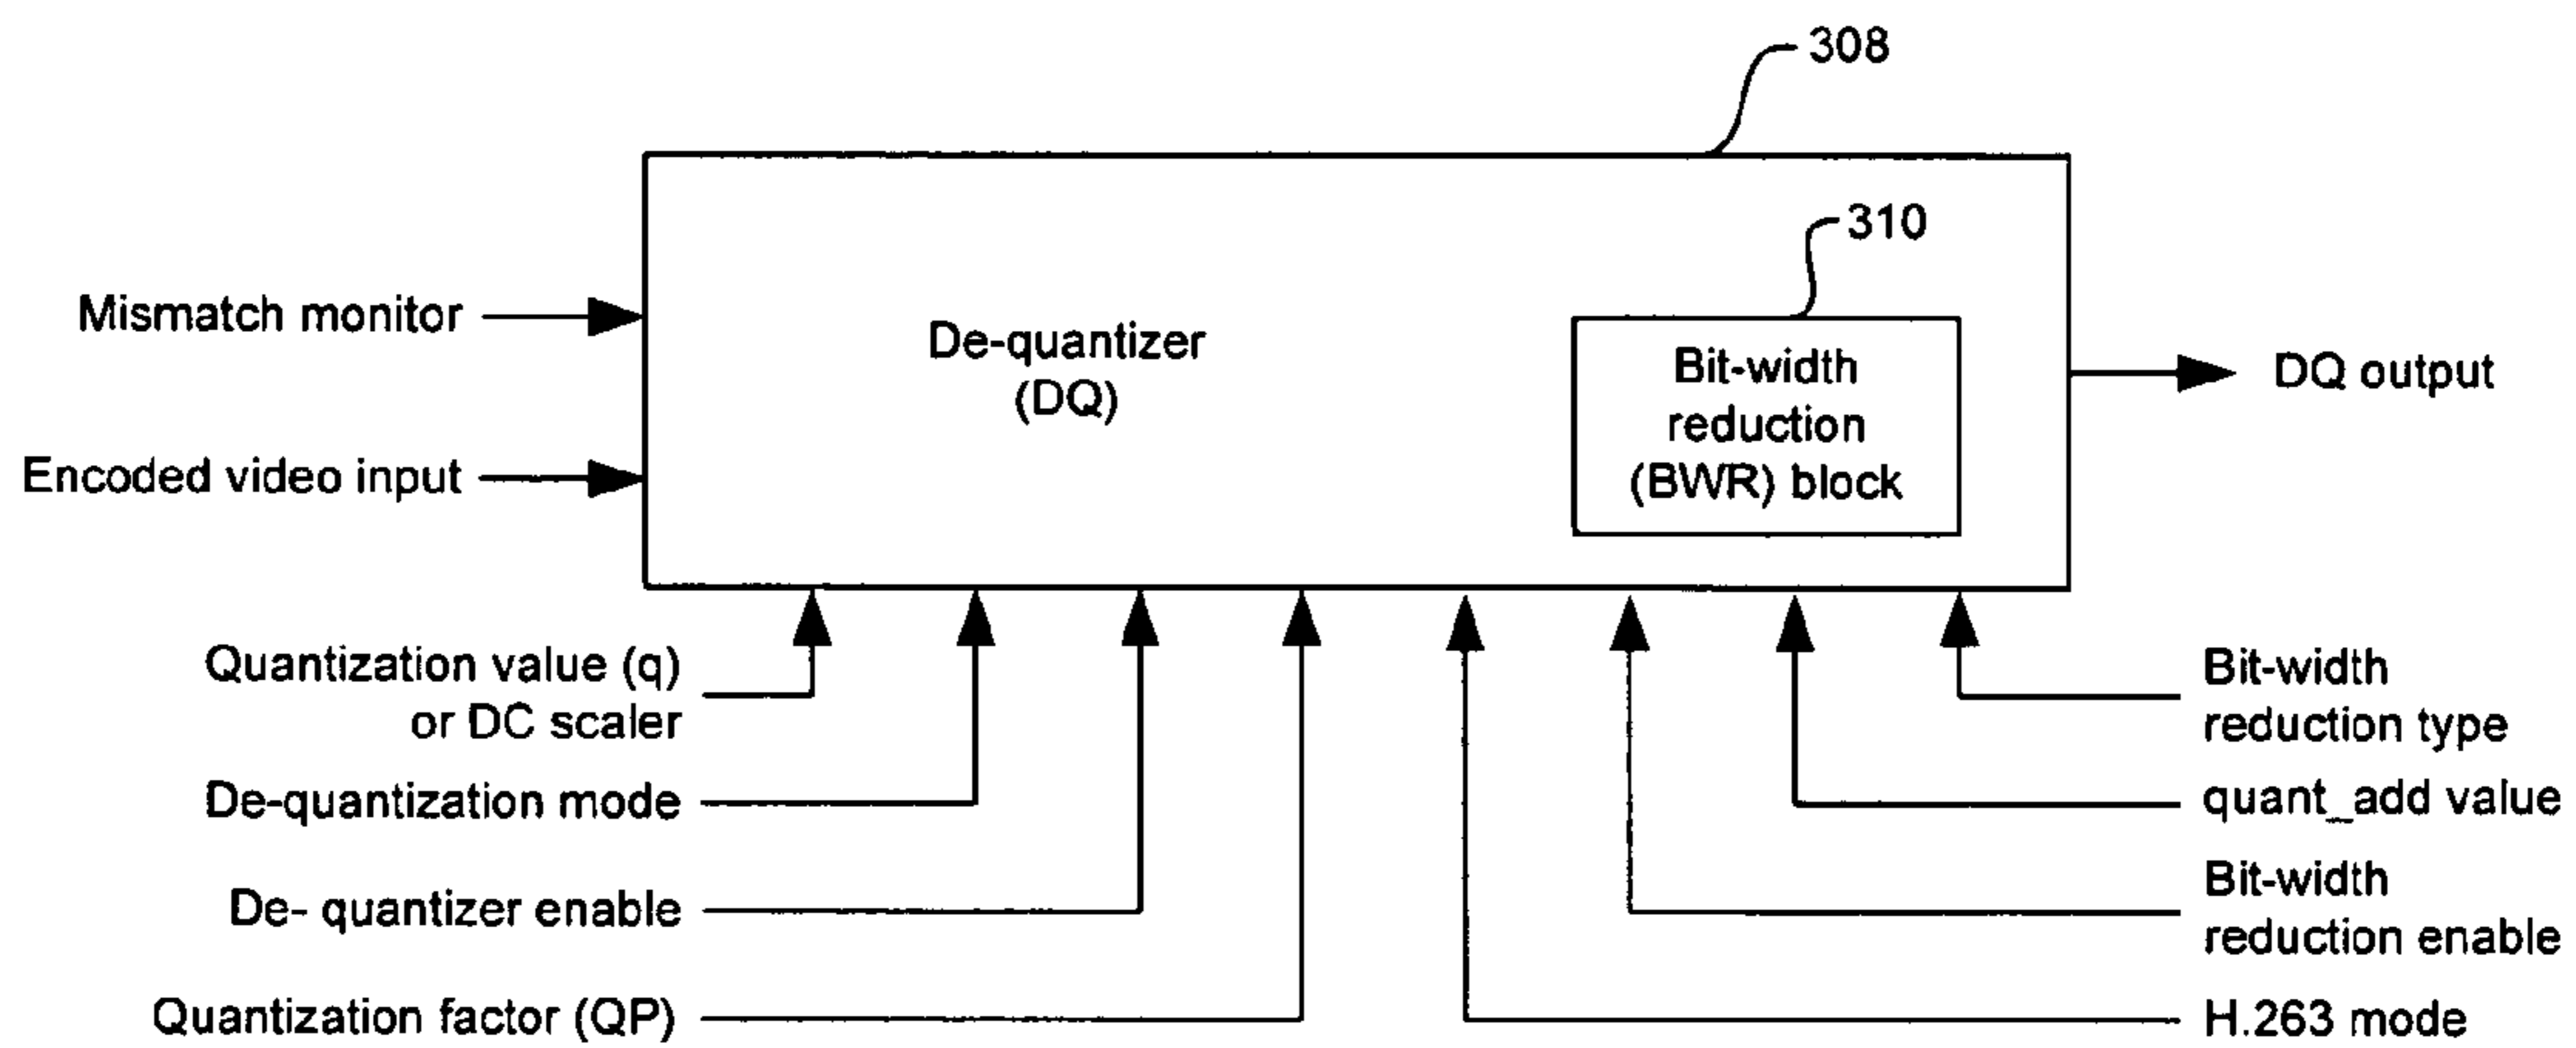 308
310
Mismatch monitor
De-quantizer
(DQ)
Bit-width
reduction
(BWR) block
DQ output
Encoded video input
Quantization value (q)
or DC scaler
De-quantization mode
De- quantizer enable
Quantization factor (QP)
Bit-width
reduction type
quant_add value
Bit-width
reduction enable
H.263 mode